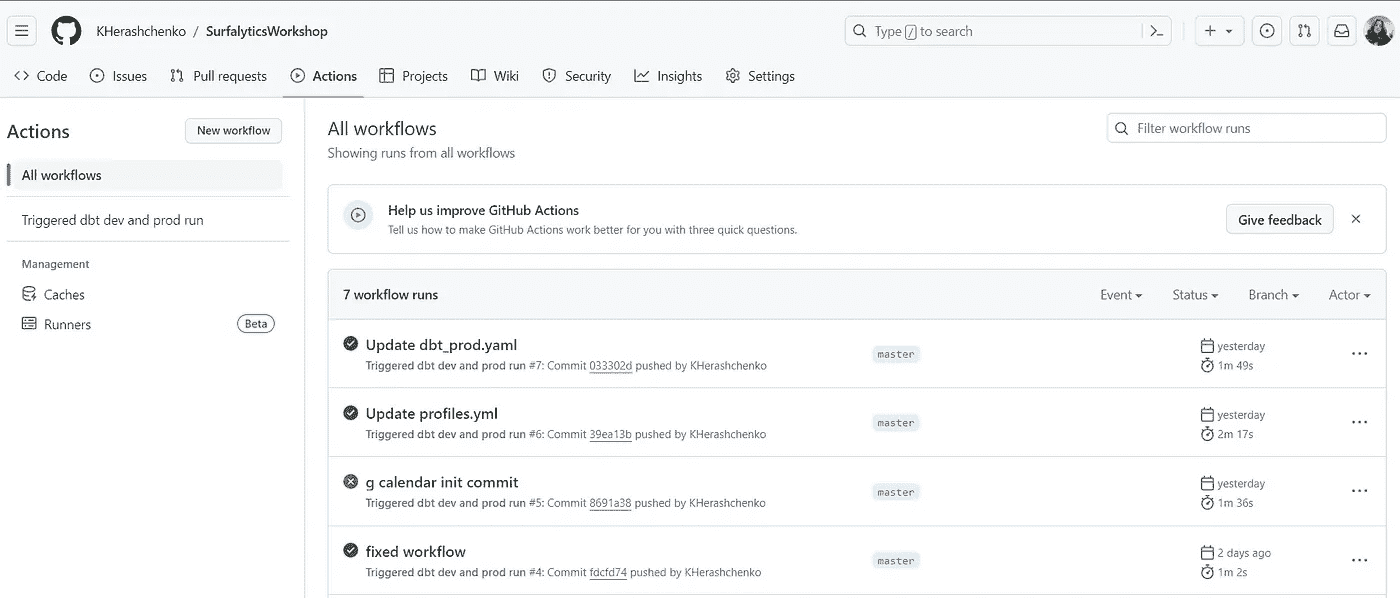 KHerashchenko / SurfalyticsWorkshop
Type / to search
Code Issues Pull requests Actions Projects Wiki Security Insights Settings
Actions
New workflow
All workflows
Triggered dbt dev and prod run
Management
Caches
Runners Beta
All workflows
Showing runs from all workflows
Filter workflow runs
Help us improve GitHub Actions
Tell us how to make GitHub Actions work better for you with three quick questions.
Give feedback
7 workflow runs Event Status Branch Actor
Update dbt_prod.yaml
Triggered dbt dev and prod run #7: Commit 033302d pushed by KHerashchenko
master
yesterday
1m 49s
Update profiles.yml
Triggered dbt dev and prod run #6: Commit 39ea13b pushed by KHerashchenko
master
yesterday
2m 17s
g calendar init commit
Triggered dbt dev and prod run #5: Commit 8691a38 pushed by KHerashchenko
master
yesterday
1m 36s
fixed workflow
Triggered dbt dev and prod run #4: Commit fdcfd74 pushed by KHerashchenko
master
2 days ago
1m 2s